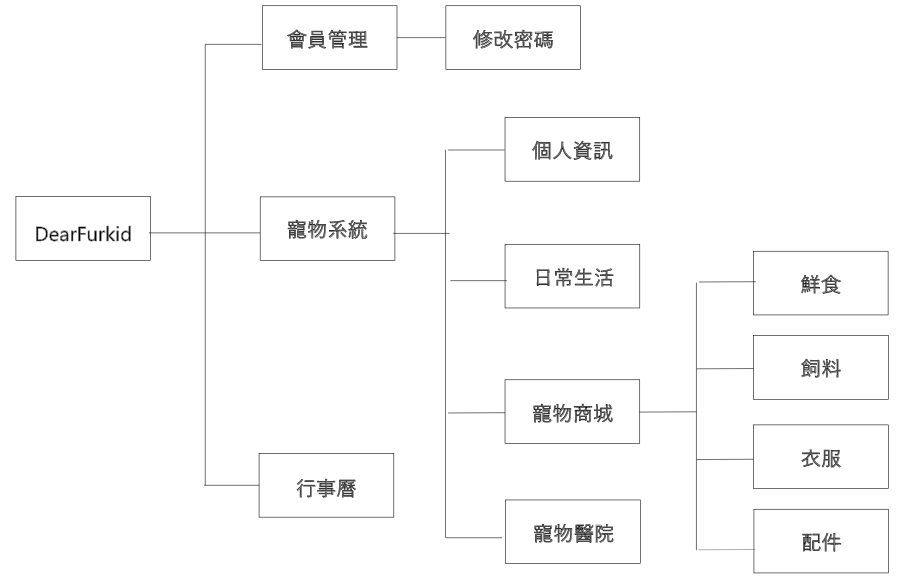 會員管理
修改密碼
個人資訊
DearFurkid
寵物系統
日常生活
鮮食
飼料
寵物商城
衣服
行事曆
寵物醫院
配件